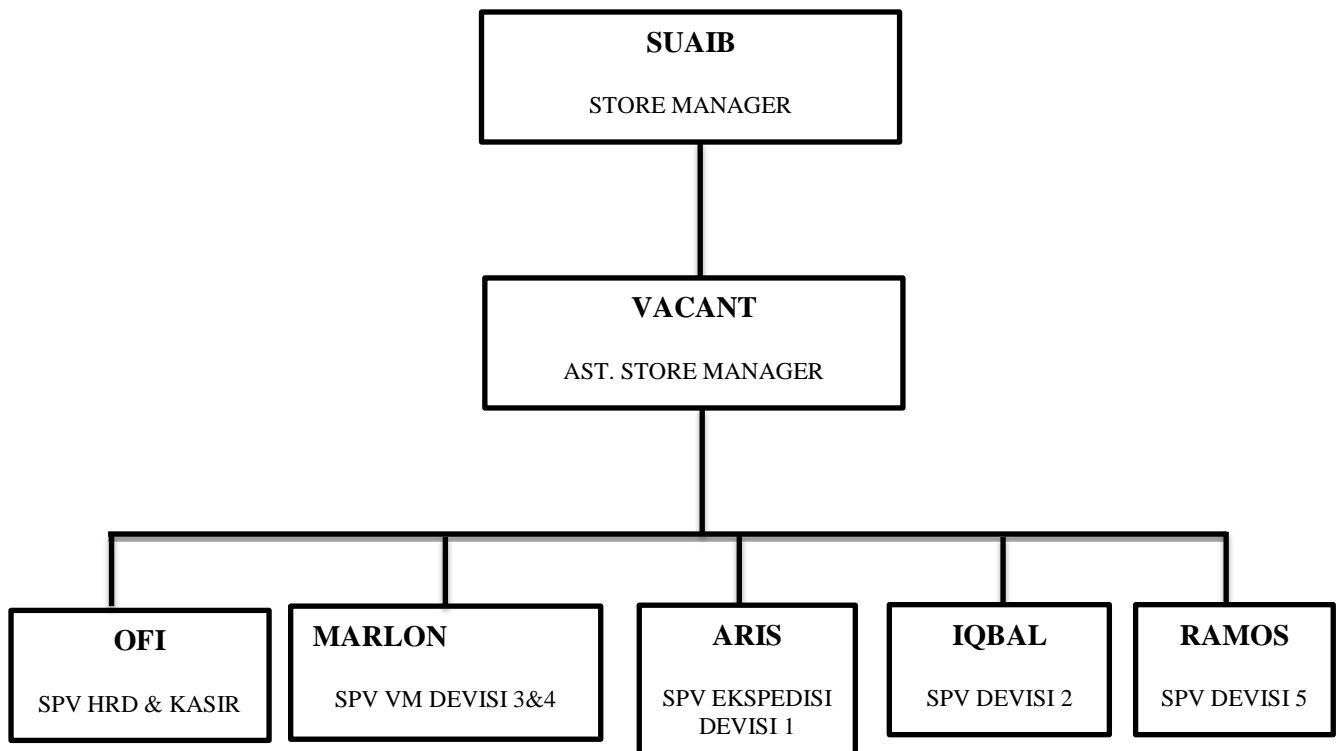 SUAIB
STORE MANAGER
VACANT
AST. STORE MANAGER
OFI
SPV HRD & KASIR
MARLON
SPV VM DEVISI 3&4
ARIS
SPV EKSPEDISI
DEVISI 1
IQBAL
SPV DEVISI 2
RAMOS
SPV DEVISI 5